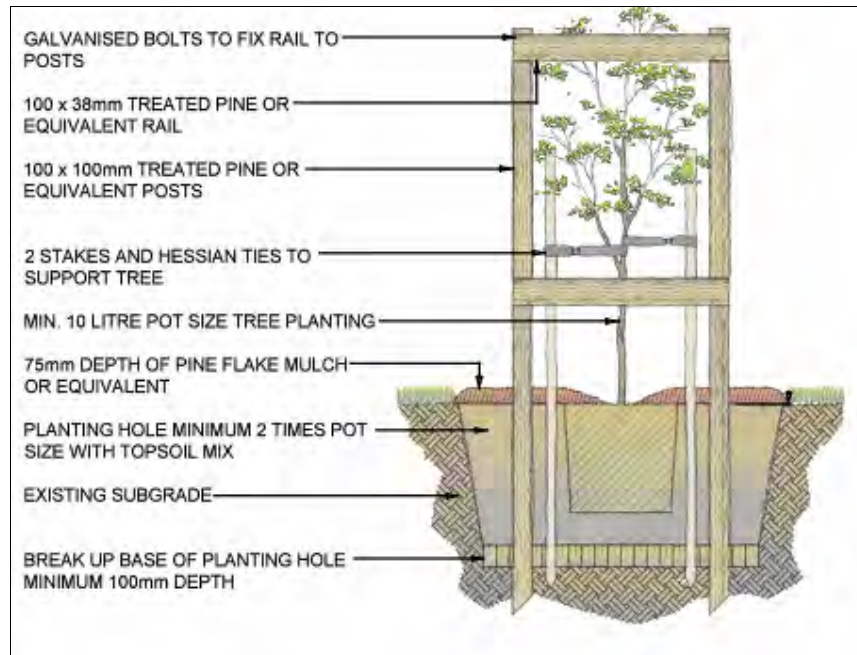 GALVANISED BOLTS TO FIX RAIL TO
POSTS
100 x 38mm TREATED PINE OR
EQUIVALENT RAIL
100 x 100mm TREATED PINE OR
EQUIVALENT POSTS
2 STAKES AND HESSIAN TIES TO
SUPPORT TREE
MIN. 10 LITRE POT SIZE TREE PLANTING
75mm DEPTH OF PINE FLAKE MULCH
OR EQUIVALENT
PLANTING HOLE MINIMUM 2 TIMES POT
SIZE WITH TOPSOIL MIX
EXISTING SUBGRADE
BREAK UP BASE OF PLANTING HOLE
MINIMUM 100mm DEPTH